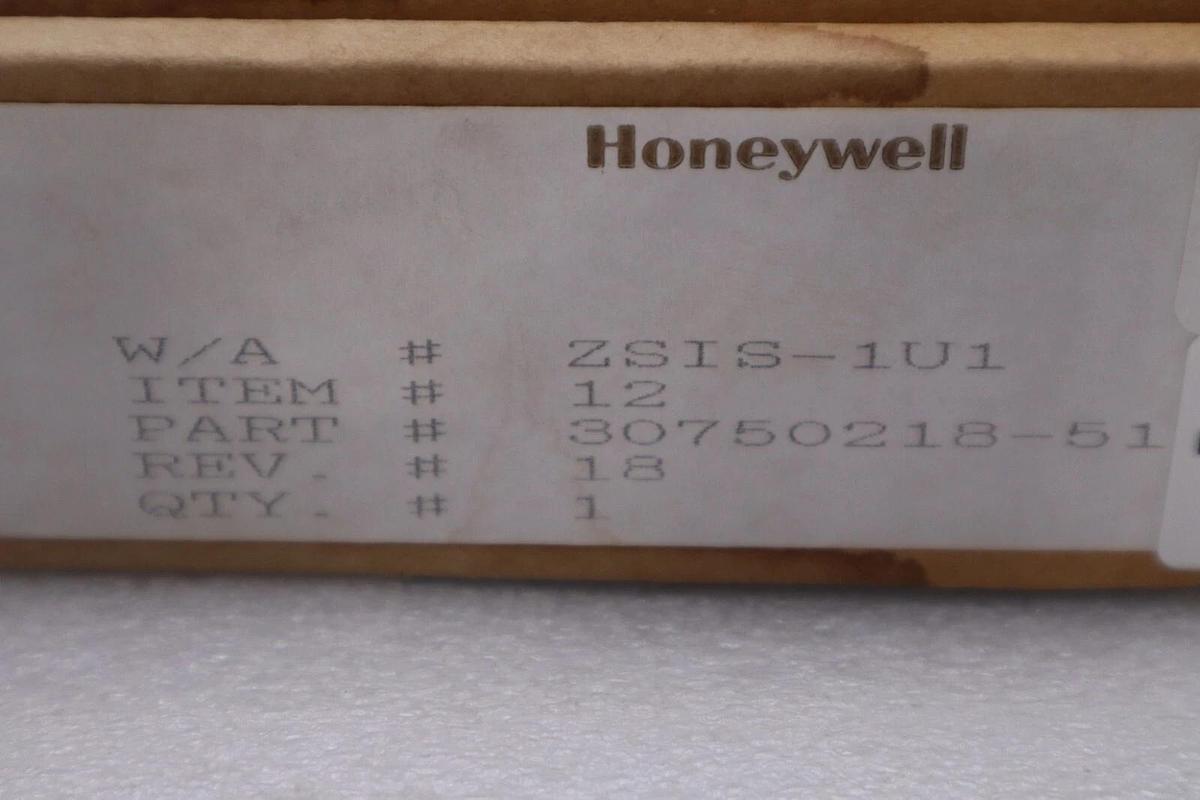 Honeywell
W/A # ZSIS-1U1
ITEM # 12
PART # 30750218-51
REV. # 18
QTY. # 1